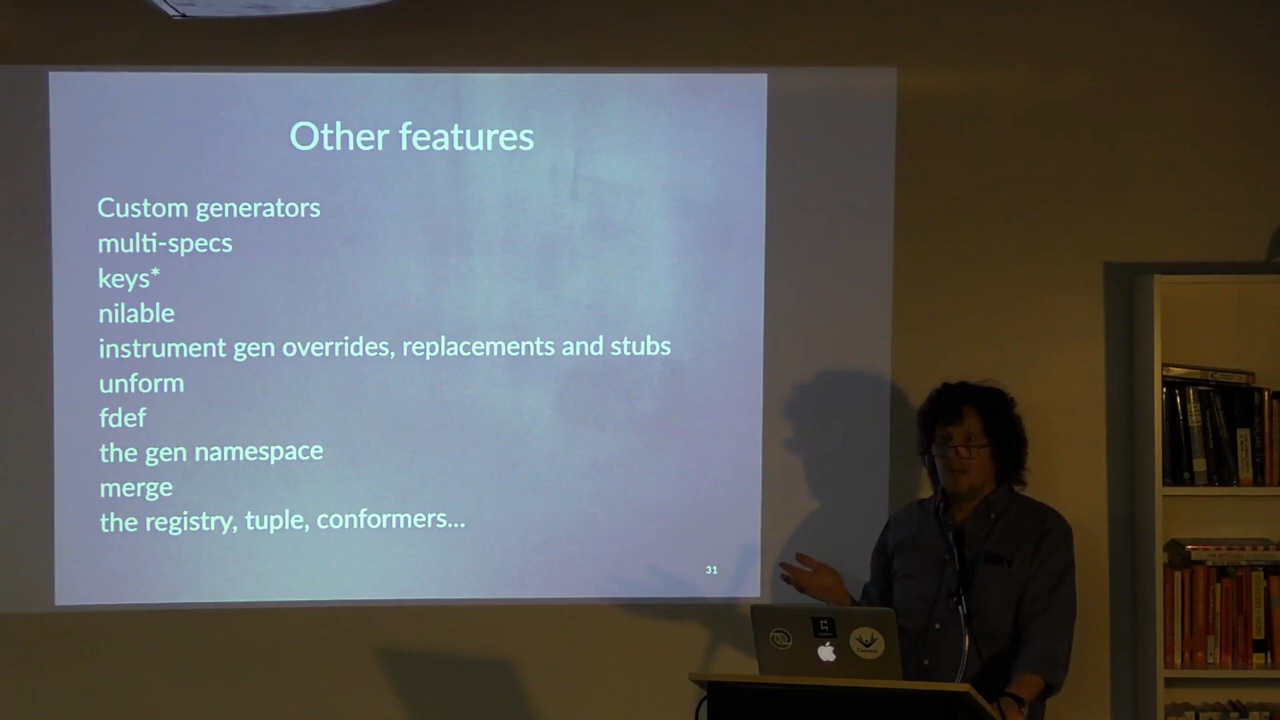 Other features
Custom generators
multi-specs
keys*
nilable
instrument gen overrides, replacements and stubs
unform
fdef
the gen namespace
merge
the registry, tuple, conformers...
31